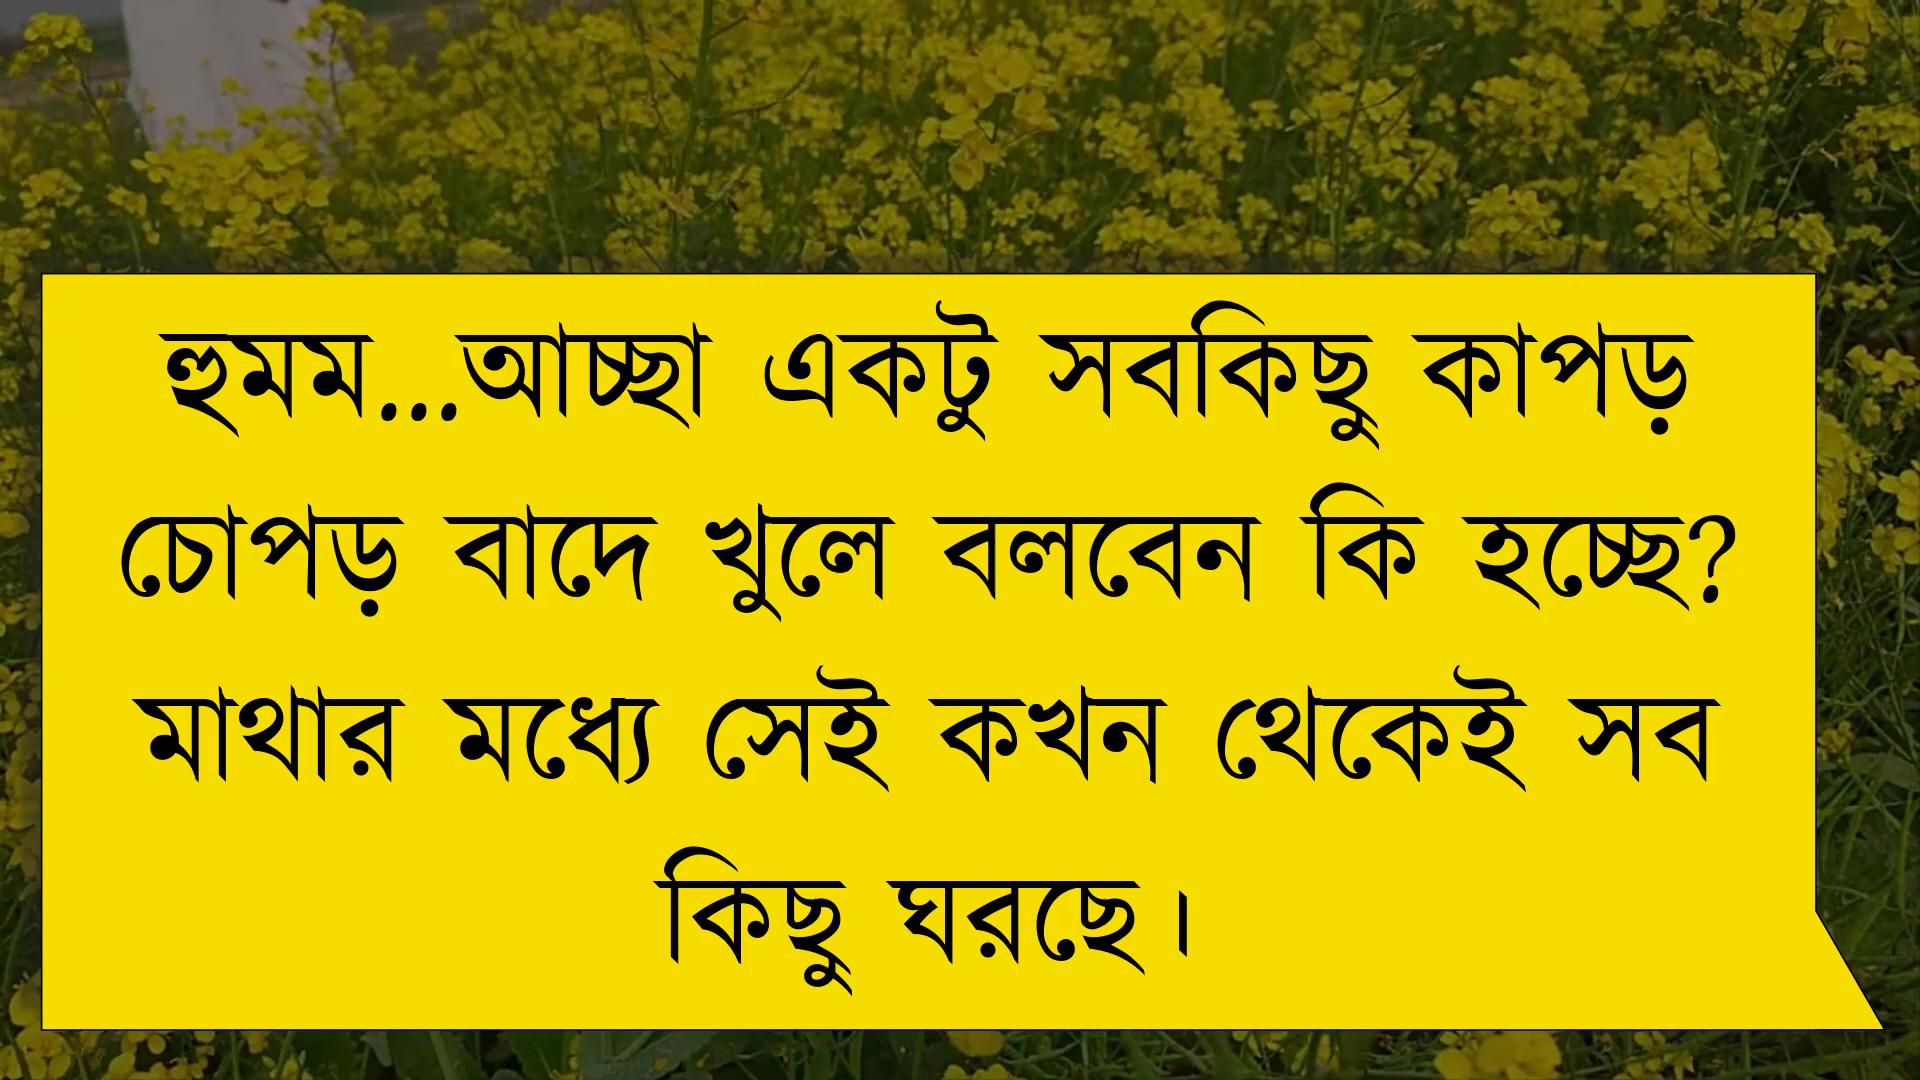 হুমম...আচ্ছা একটু সবকিছু কাপড়
চোপড় বাদে খুলে বলবেন কি হচ্ছে?
মাথার মধ্যে সেই কখন থেকেই সব
কিছু ঘরছে।